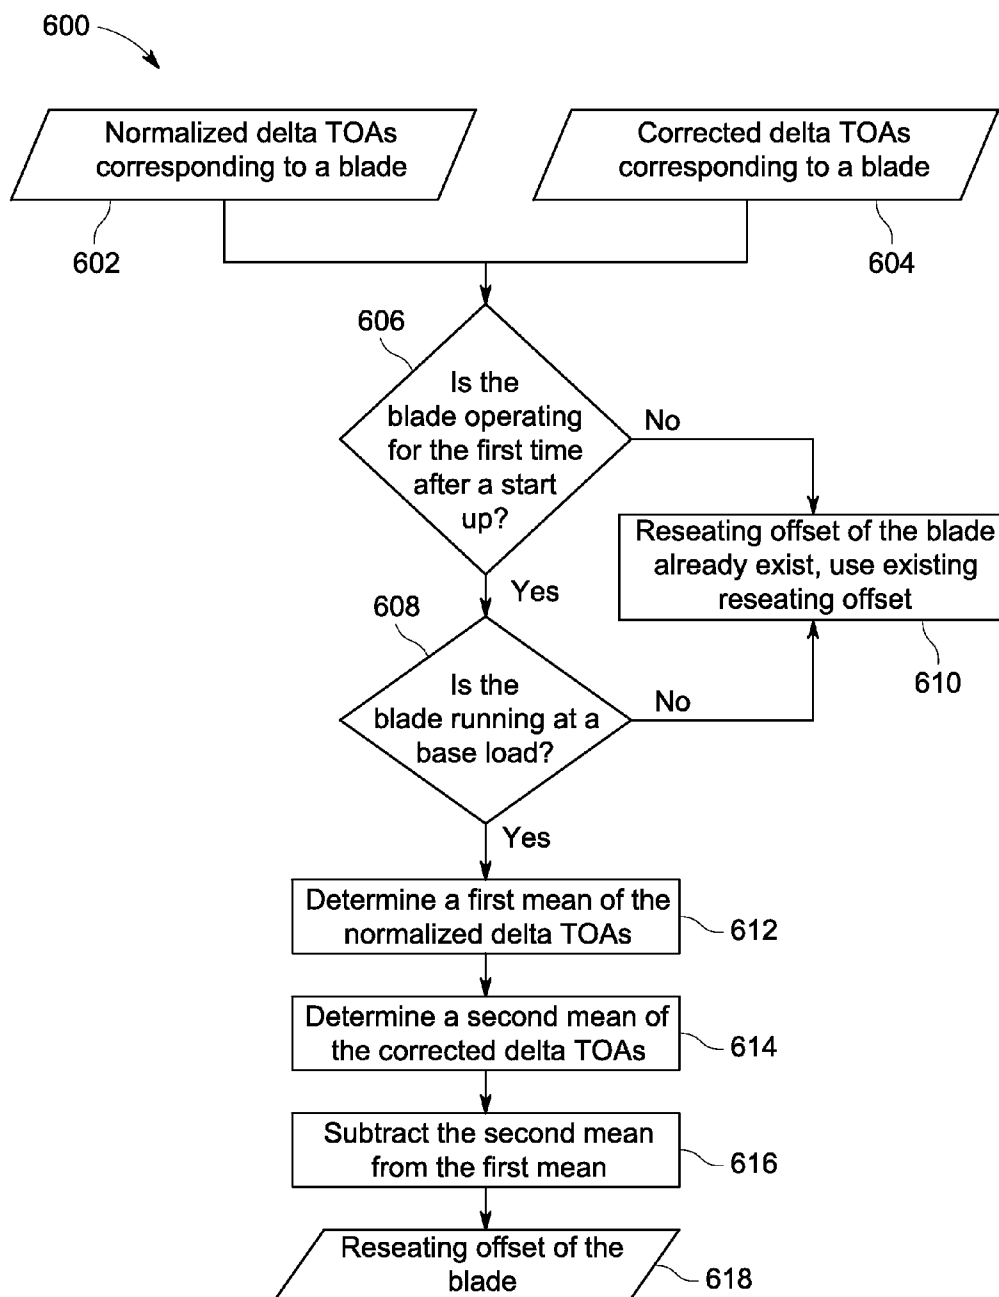 600
Normalized delta TOAs
corresponding to a blade
Corrected delta TOAs
corresponding to a blade
602
604
606
Is the
blade operating
for the first time
after a start
up?
No
Reseating offset of the blade
already exist, use existing
reseating offset
610
Yes
608
Is the
blade running at a
base load?
No
Yes
Determine a first mean of the
normalized delta TOAs
612
Determine a second mean of
the corrected delta TOAs
614
Subtract the second mean
from the first mean
616
Reseating offset of the
blade
618